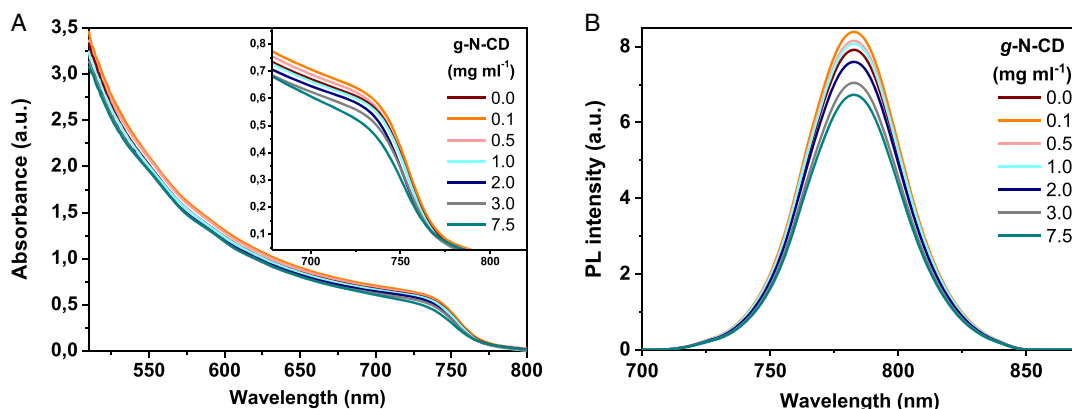 A
3,5
3,0
2,5
2,0
1,5
1,0
0,5
0,0
Absorbance (a.u.)
550 600 650 700 750 800
Wavelength (nm)
0,8
0,7
0,6
0,5
0,4
0,3
0,2
0,1
700 750 800
g-N-CD
(mg ml⁻¹)
0.0
0.1
0.5
1.0
2.0
3.0
7.5
B
8
6
4
2
0
PL intensity (a.u.)
700 750 800 850
Wavelength (nm)
g-N-CD
(mg ml⁻¹)
0.0
0.1
0.5
1.0
2.0
3.0
7.5